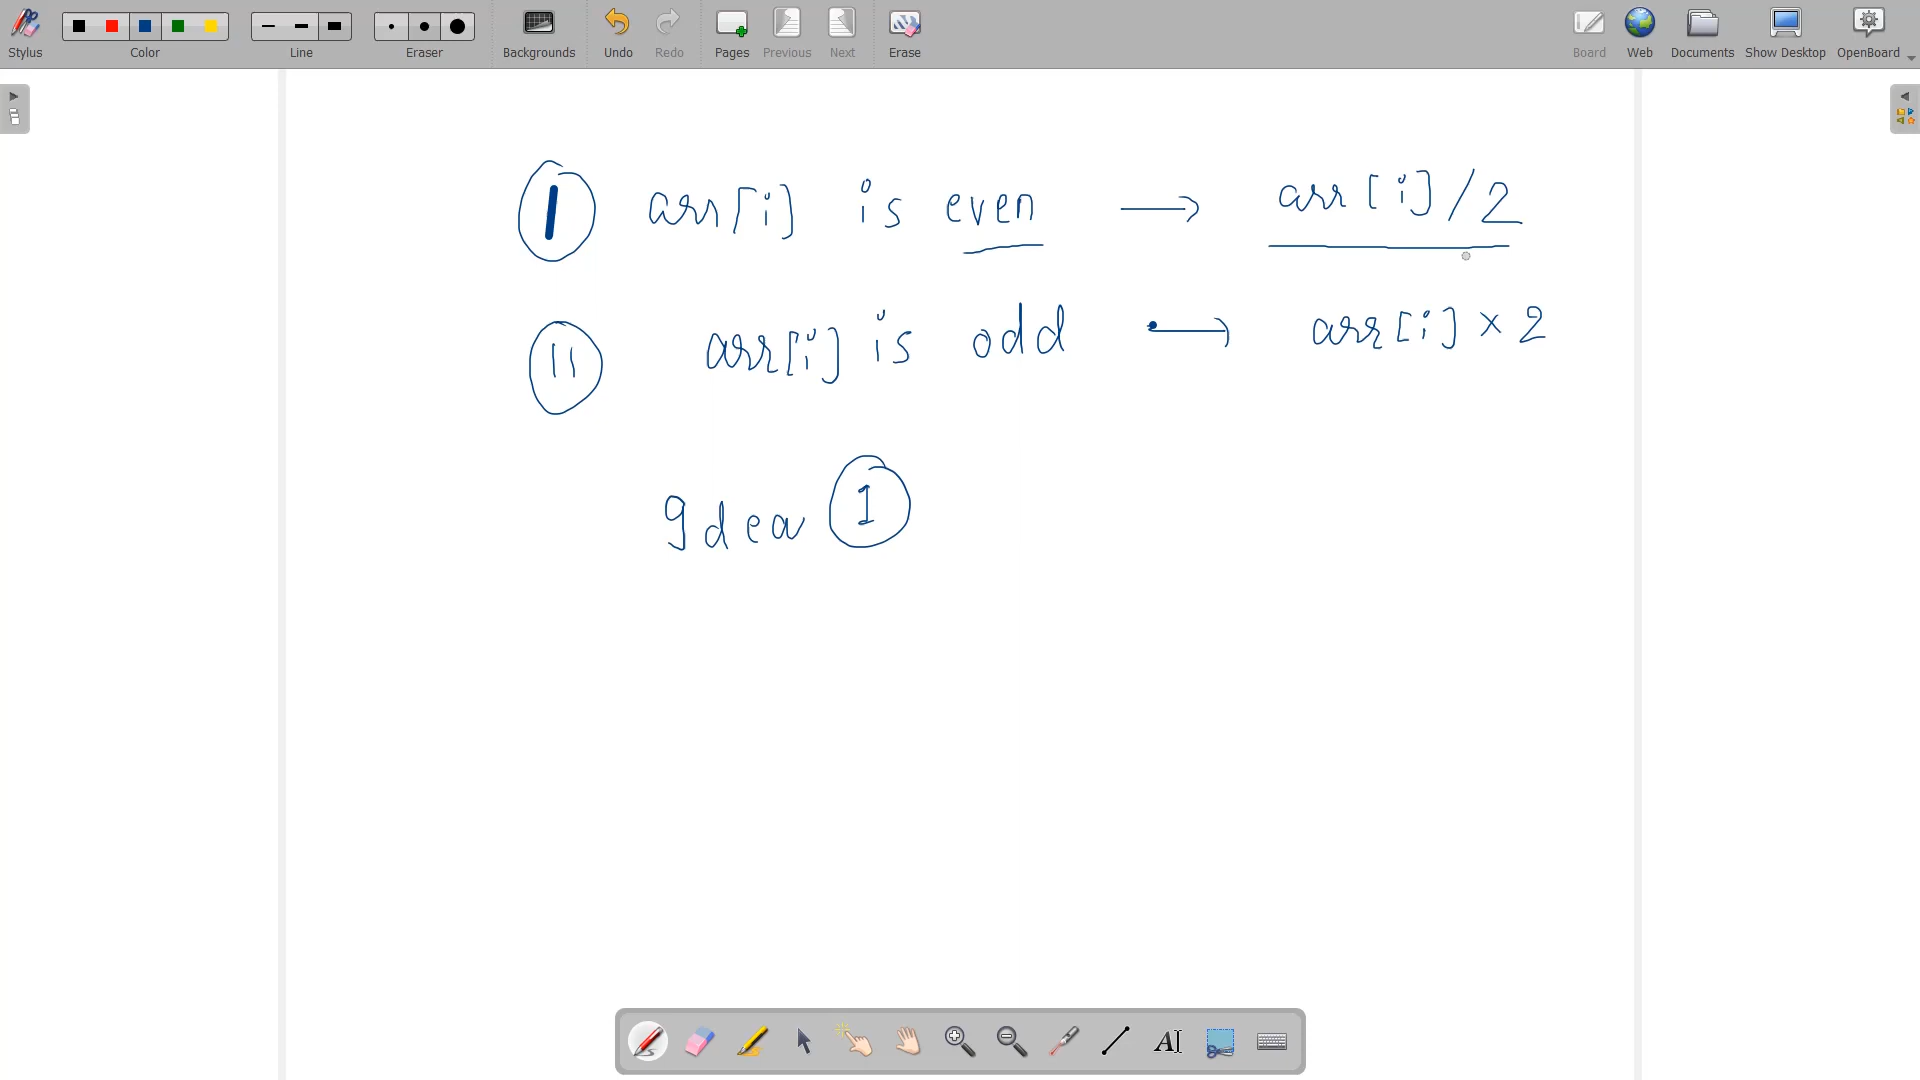 Stylus Color Line Eraser Backgrounds Undo Redo Pages Previous Next Erase Board Web Documents Show Desktop OpenBoard
I arr[i] is even → arr[i]/2
II arr[i] is odd → arr[i] × 2
Idea I
AI